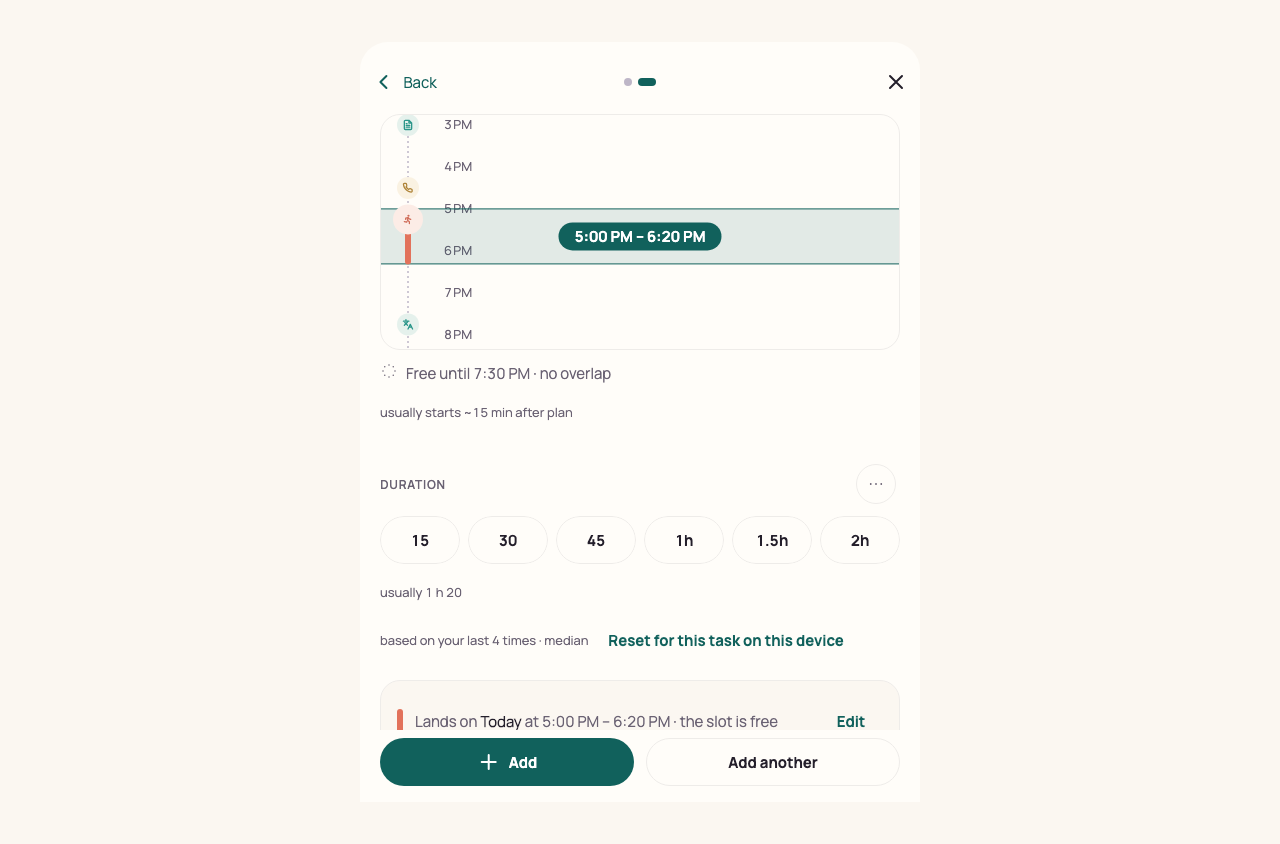 Back
3 PM
4 PM
5 PM
5:00 PM – 6:20 PM
6 PM
7 PM
8 PM
Free until 7:30 PM · no overlap
usually starts ~15 min after plan
DURATION
15 30 45 1h 1.5h 2h
usually 1 h 20
based on your last 4 times · median Reset for this task on this device
Lands on Today at 5:00 PM – 6:20 PM · the slot is free Edit
Add Add another